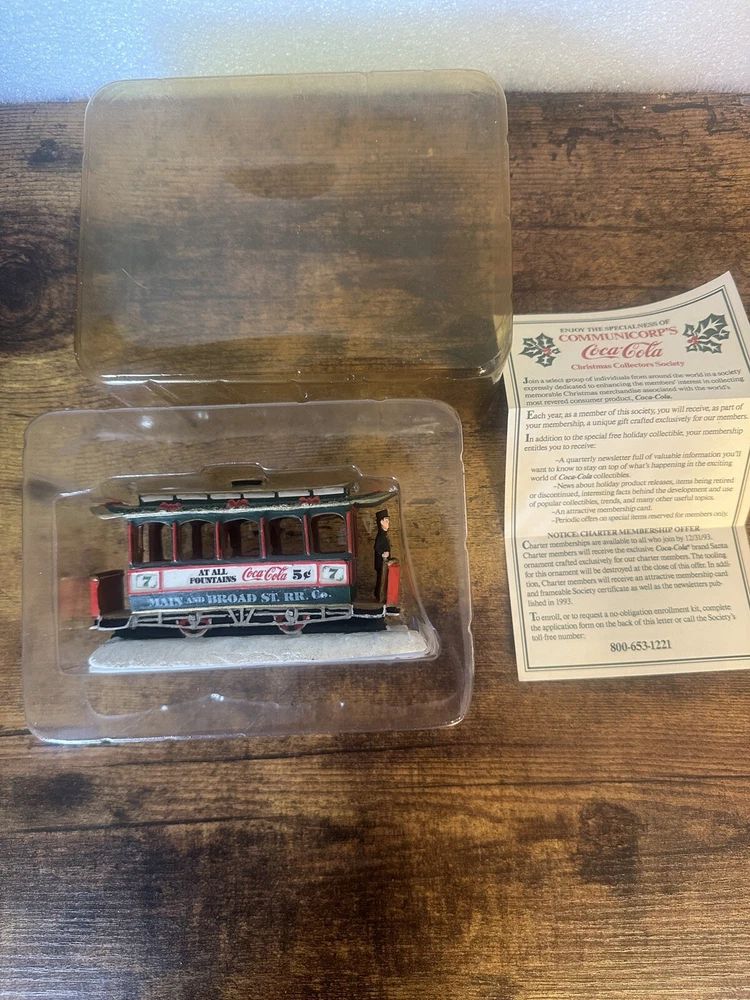 7
AT ALL
FOUNTAINS
Coca-Cola
5¢
7
MAIN AND BROAD ST. RR. Co.
ENJOY THE SPECIALNESS OF
COMMUNICORP'S
Coca-Cola
Christmas Collectors Society
Join a select group of individuals from around the world in a society
expressly dedicated to enhancing the members' interest in collecting
memorable Christmas merchandise associated with the world's
most revered consumer product, Coca-Cola.
Each year, as a member of this society, you will receive, as part of
your membership, a unique gift crafted exclusively for our members.
In addition to the special free holiday collectible, your membership
entitles you to receive:
–A quarterly newsletter full of valuable information you'll
want to know to stay on top of what's happening in the exciting
world of Coca-Cola collectibles.
–News about holiday product releases, items being retired
or discontinued, interesting facts behind the development and use
of popular collectibles, trends, and many other useful topics.
–An attractive membership card.
–Periodic offers on special items reserved for members only.
NOTICE: CHARTER MEMBERSHIP OFFER
Charter memberships are available to all who join by 12/31/93.
Charter members will receive the exclusive Coca-Cola brand Santa
ornament crafted exclusively for our members. The tooling
for this ornament will be destroyed at the close of this offer. In addi-
tion, Charter members will receive an attractive membership card
and frameable Society certificate as well as the newsletters pub-
lished in 1993.
To enroll, or to request a no-obligation enrollment kit, complete
the application form on the back of this letter or call the Society's
toll-free number:
800-653-1221